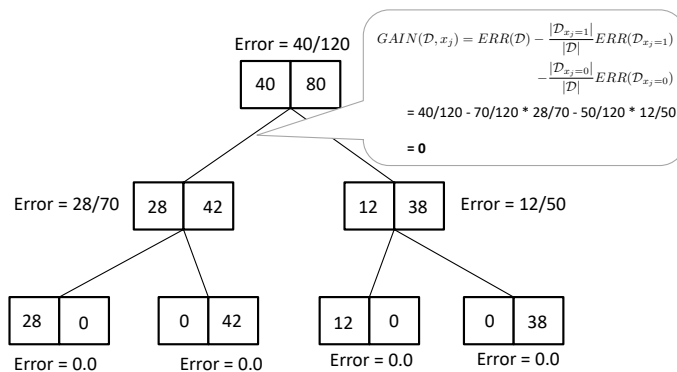 Error = 40/120
40 80
GAIN(𝒟, x_j) = ERR(𝒟) − |𝒟_{x_j=1}|/|𝒟| ERR(𝒟_{x_j=1})
− |𝒟_{x_j=0}|/|𝒟| ERR(𝒟_{x_j=0})
= 40/120 - 70/120 * 28/70 - 50/120 * 12/50
= 0
Error = 28/70
28 42
12 38
Error = 12/50
28 0
0 42
12 0
0 38
Error = 0.0
Error = 0.0
Error = 0.0
Error = 0.0